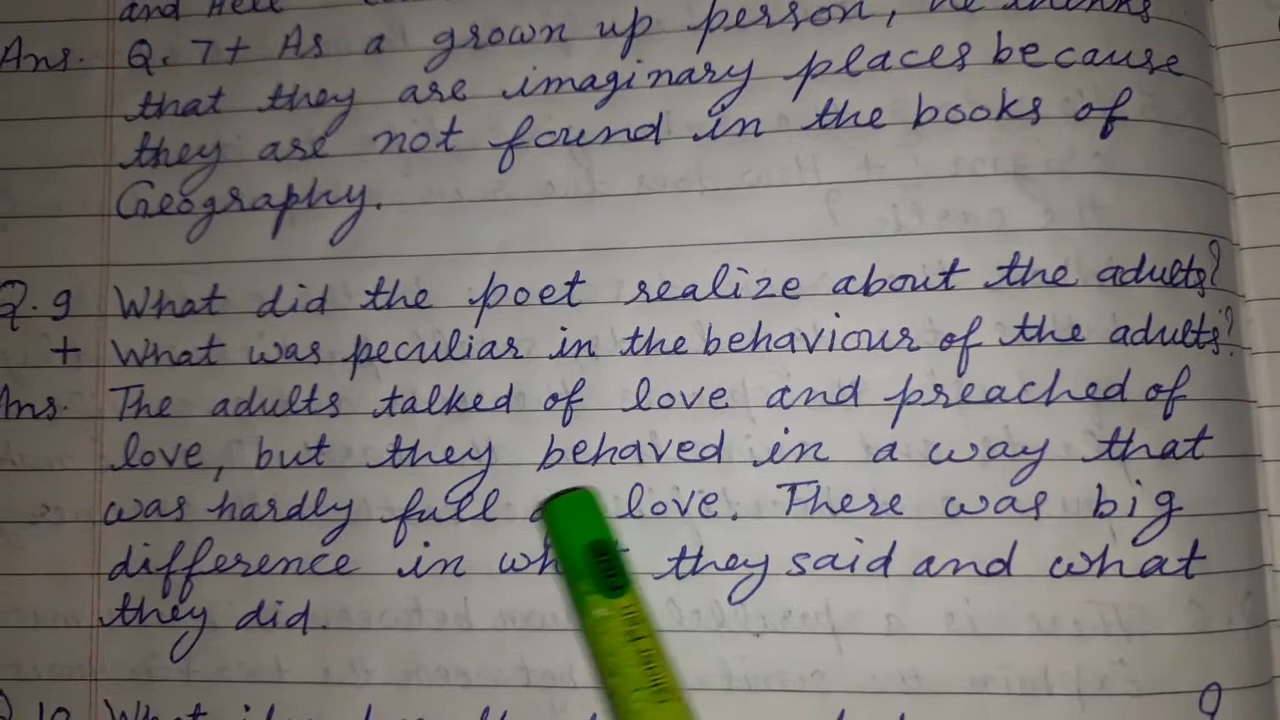 and Hell
Ans. Q. 7+ As a grown up person, he thinks
that they are imaginary places because
they are not found in the books of
Geography.
Q.9 What did the poet realize about the adults?
+ What was peculiar in the behaviour of the adults?
Ans. The adults talked of love and preached of
love, but they behaved in a way that
was hardly full love. There was big
difference in they said and what
they did.
Q.10 What